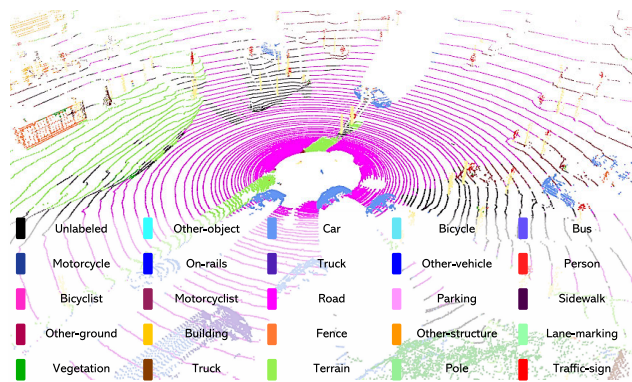 Unlabeled Other-object Car Bicycle Bus
Motorcycle On-rails Truck Other-vehicle Person
Bicyclist Motorcyclist Road Parking Sidewalk
Other-ground Building Fence Other-structure Lane-marking
Vegetation Truck Terrain Pole Traffic-sign